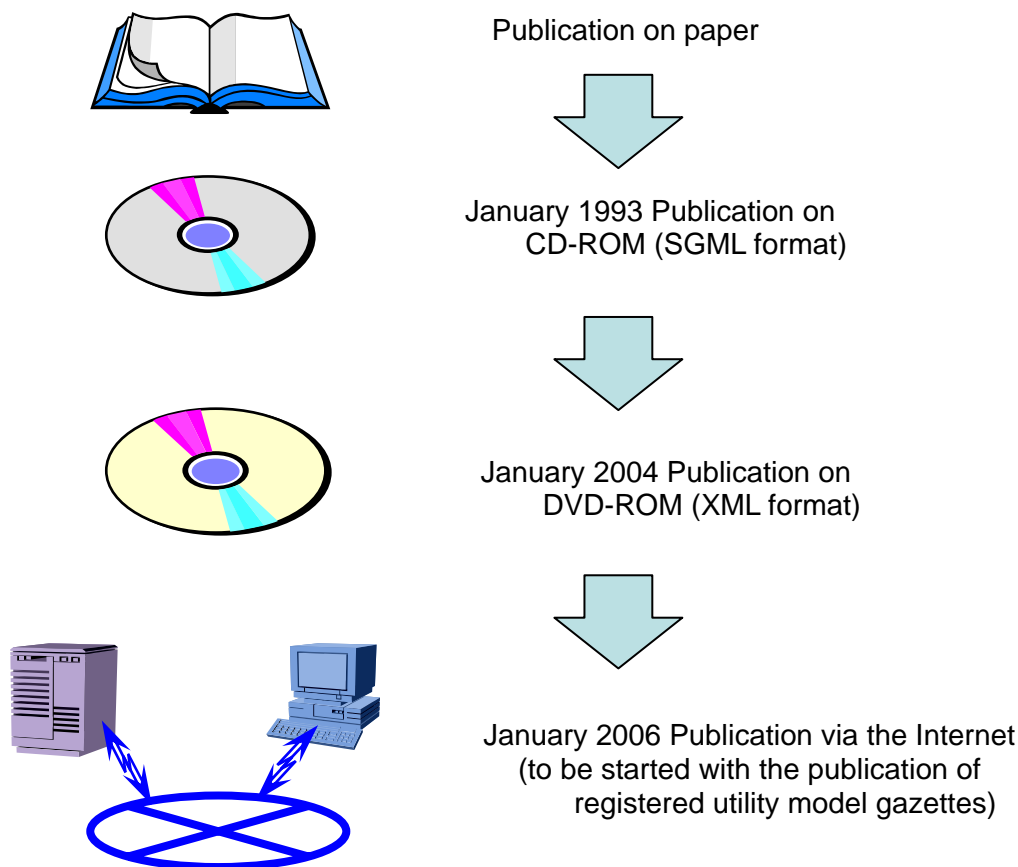 Publication on paper
January 1993 Publication on
CD-ROM (SGML format)
January 2004 Publication on
DVD-ROM (XML format)
January 2006 Publication via the Internet
(to be started with the publication of
registered utility model gazettes)